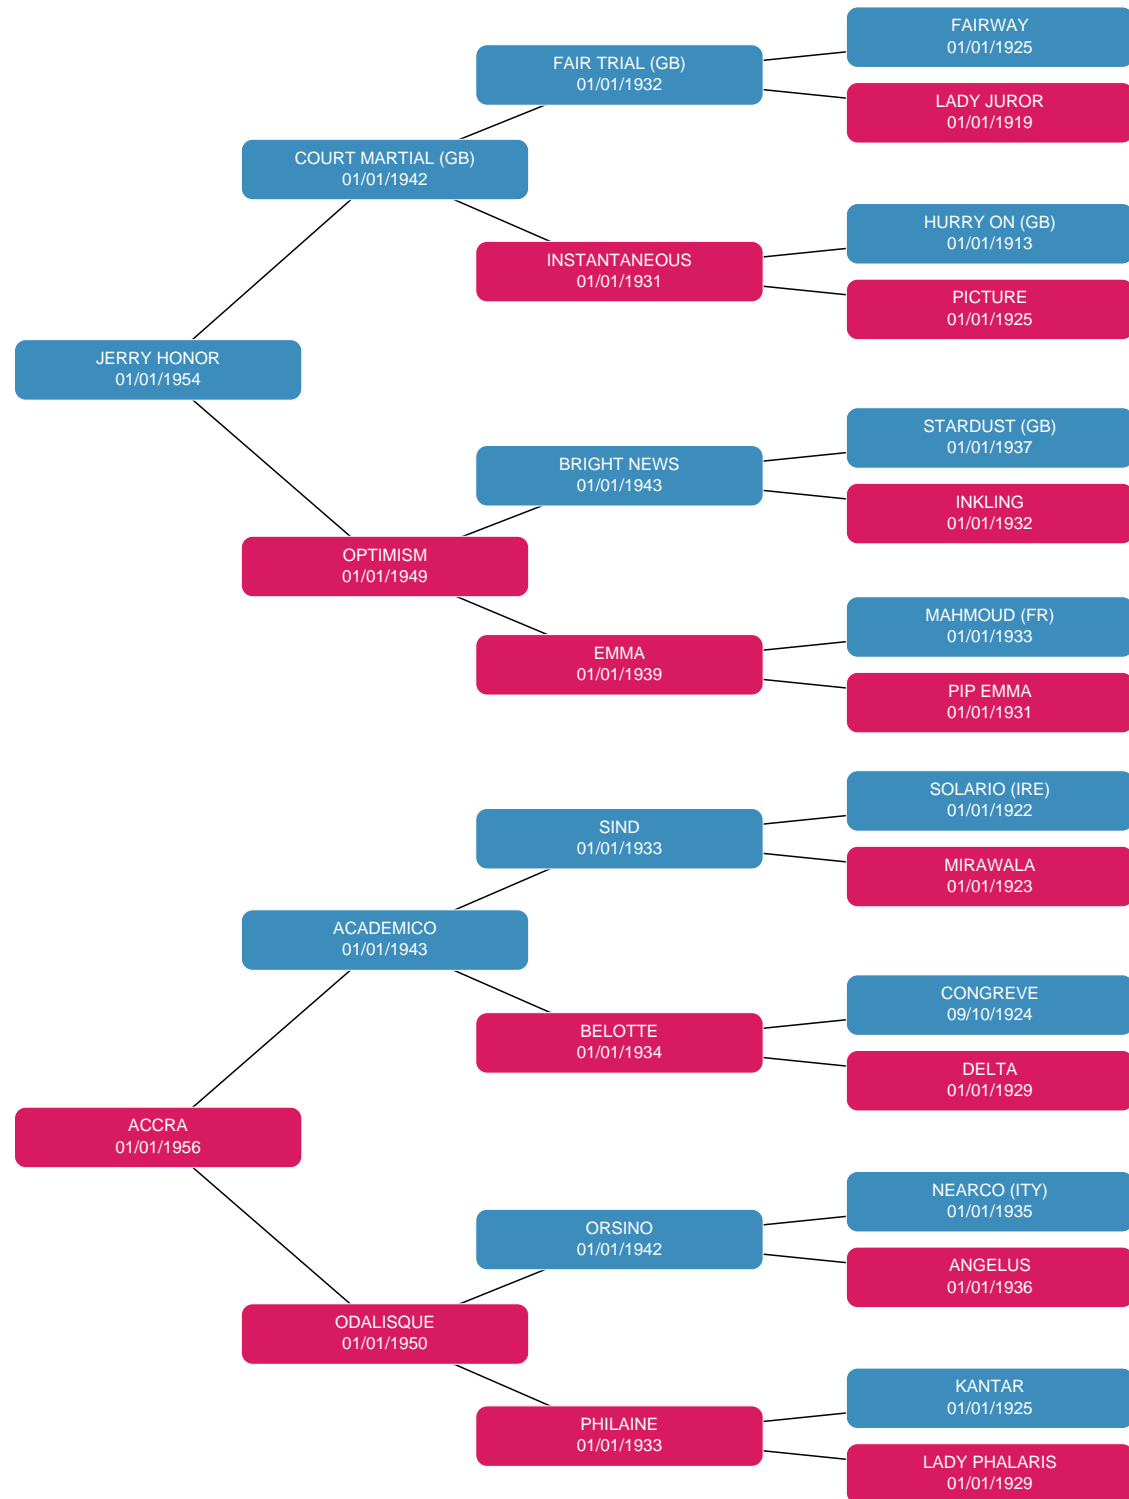 FAIRWAY
01/01/1925
FAIR TRIAL (GB)
01/01/1932
LADY JUROR
01/01/1919
COURT MARTIAL (GB)
01/01/1942
HURRY ON (GB)
01/01/1913
INSTANTANEOUS
01/01/1931
PICTURE
01/01/1925
JERRY HONOR
01/01/1954
STARDUST (GB)
01/01/1937
BRIGHT NEWS
01/01/1943
INKLING
01/01/1932
OPTIMISM
01/01/1949
MAHMOUD (FR)
01/01/1933
EMMA
01/01/1939
PIP EMMA
01/01/1931
SOLARIO (IRE)
01/01/1922
SIND
01/01/1933
MIRAWALA
01/01/1923
ACADEMICO
01/01/1943
CONGREVE
09/10/1924
BELOTTE
01/01/1934
DELTA
01/01/1929
ACCRA
01/01/1956
NEARCO (ITY)
01/01/1935
ORSINO
01/01/1942
ANGELUS
01/01/1936
ODALISQUE
01/01/1950
KANTAR
01/01/1925
PHILAINE
01/01/1933
LADY PHALARIS
01/01/1929